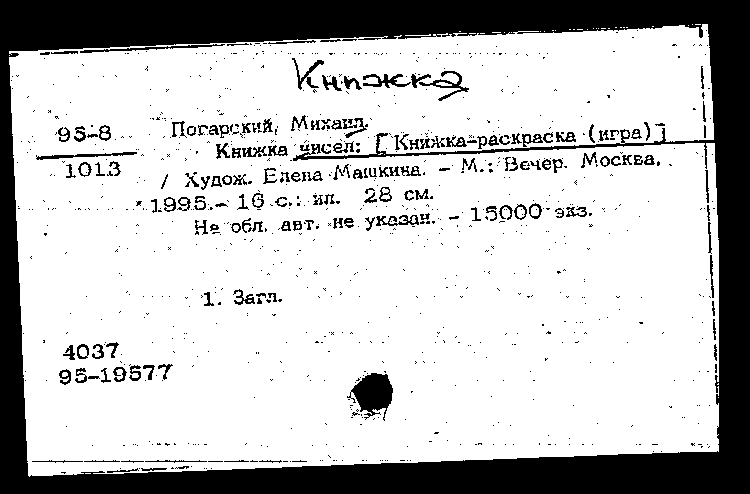 Книжка
95-8 Погарский, Михаил.
Книжка чисел: [Книжка-раскраска (игра)]
1013
/ Худож. Елена Машкина. - М.: Вечер. Москва,
1995.- 16 с.: ил. 28 см.
На обл. авт. не указан. - 15000 экз.
1. Загл.
4037
95-19577